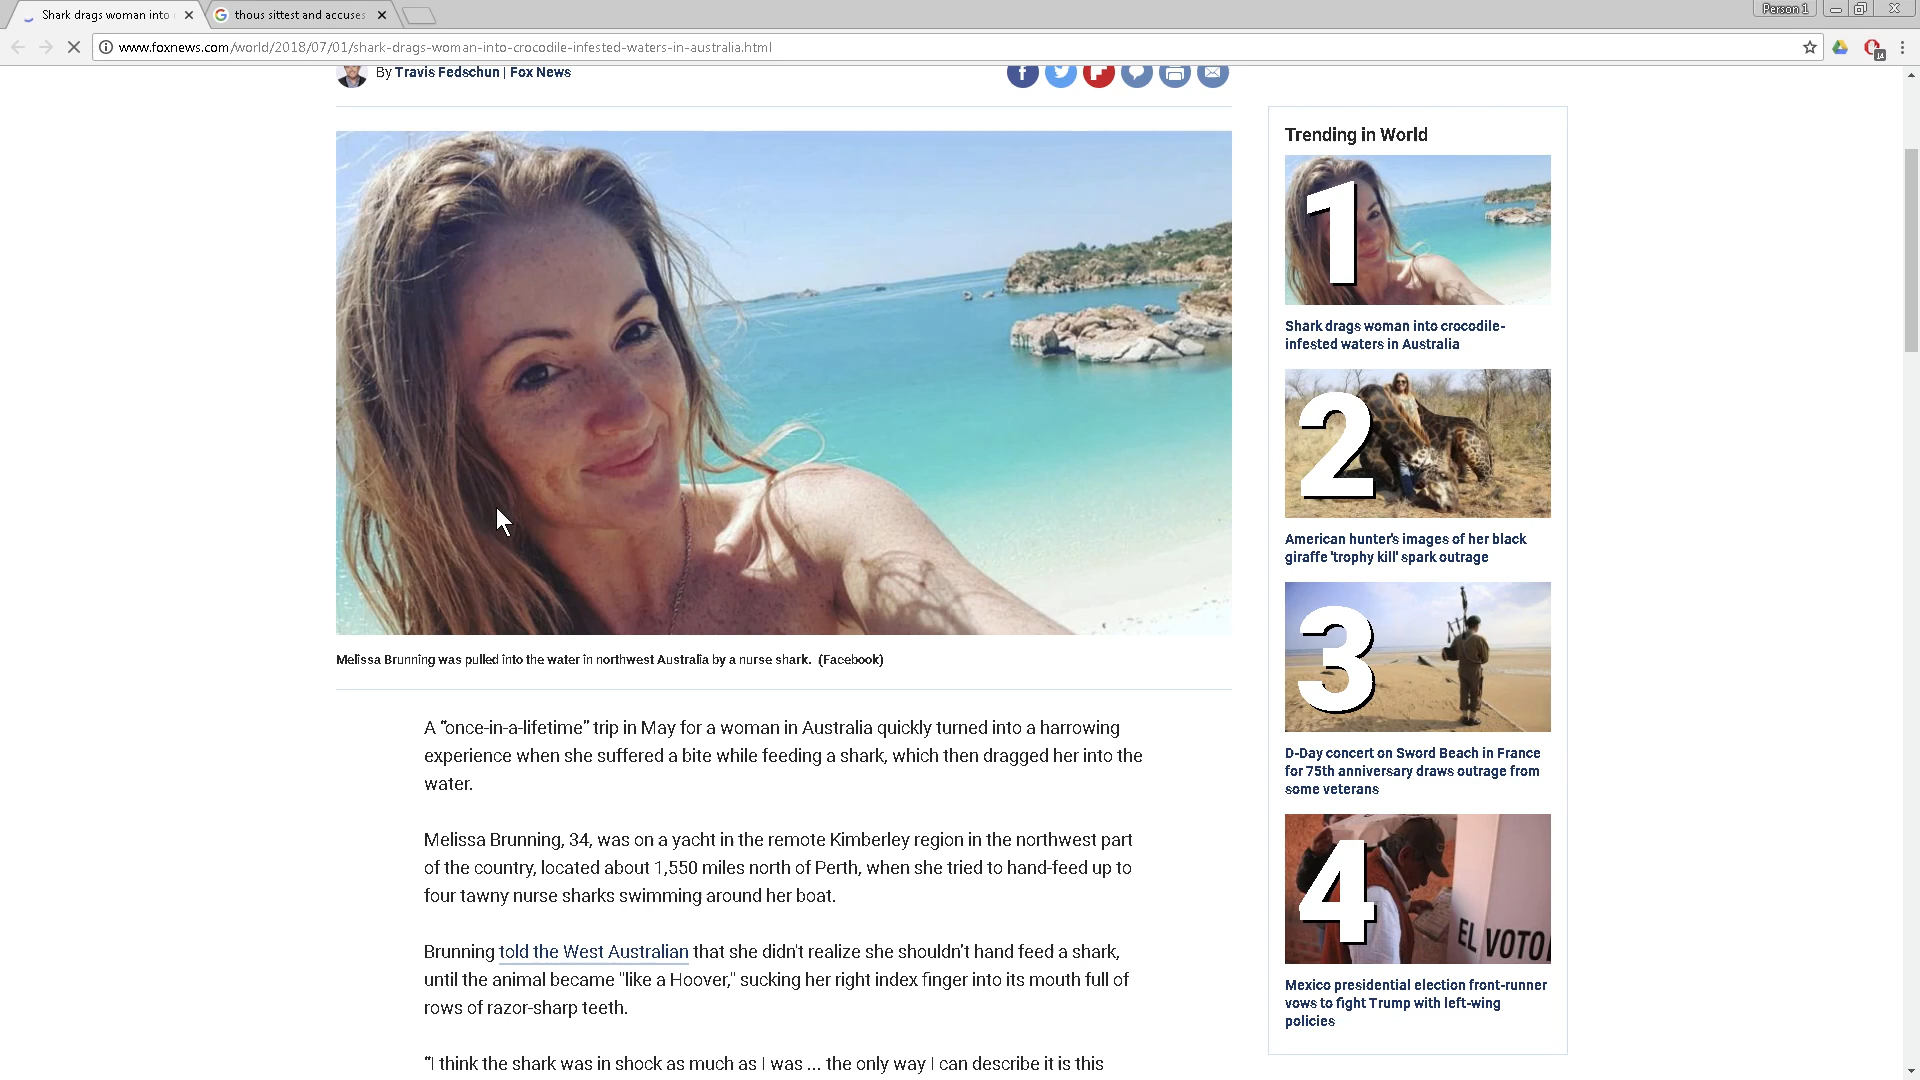 Shark drags woman into
thous sittest and accuses
Person 1
www.foxnews.com/world/2018/07/01/shark-drags-woman-into-crocodile-infested-waters-in-australia.html
14
By Travis Fedschun | Fox News
Melissa Brunning was pulled into the water in northwest Australia by a nurse shark. (Facebook)
A “once-in-a-lifetime” trip in May for a woman in Australia quickly turned into a harrowing
experience when she suffered a bite while feeding a shark, which then dragged her into the
water.
Melissa Brunning, 34, was on a yacht in the remote Kimberley region in the northwest part
of the country, located about 1,550 miles north of Perth, when she tried to hand-feed up to
four tawny nurse sharks swimming around her boat.
Brunning told the West Australian that she didn't realize she shouldn’t hand feed a shark,
until the animal became "like a Hoover," sucking her right index finger into its mouth full of
rows of razor-sharp teeth.
“I think the shark was in shock as much as I was ... the only way I can describe it is this
Trending in World
1
Shark drags woman into crocodile-
infested waters in Australia
2
American hunter's images of her black
giraffe 'trophy kill' spark outrage
3
D-Day concert on Sword Beach in France
for 75th anniversary draws outrage from
some veterans
4
EL VOTO
Mexico presidential election front-runner
vows to fight Trump with left-wing
policies